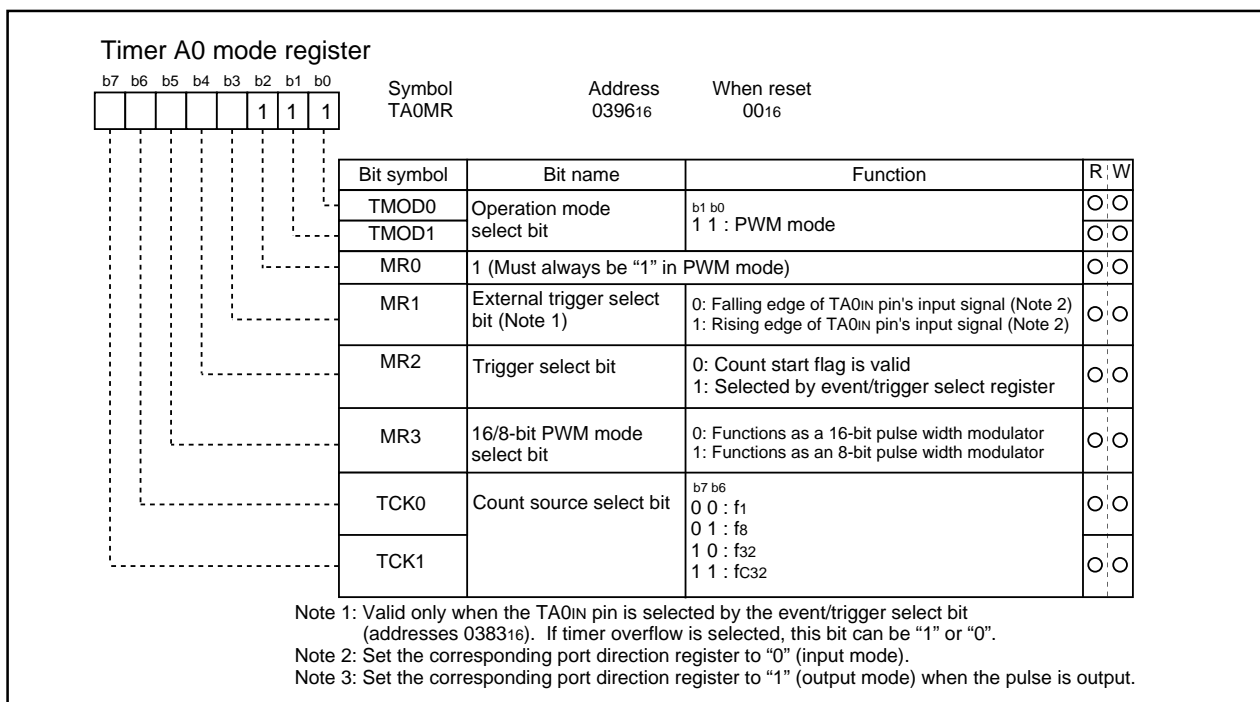 Timer A0 mode register
b7 b6 b5 b4 b3 b2 b1 b0
Symbol Address When reset
1 1 1 TA0MR 039616 0016
Bit symbol Bit name Function R W
TMOD0 Operation mode select bit b1 b0
TMOD1 1 1 : PWM mode
MR0 1 (Must always be “1” in PWM mode)
MR1 External trigger select bit (Note 1) 0: Falling edge of TA0IN pin's input signal (Note 2)
1: Rising edge of TA0IN pin's input signal (Note 2)
MR2 Trigger select bit 0: Count start flag is valid
1: Selected by event/trigger select register
MR3 16/8-bit PWM mode select bit 0: Functions as a 16-bit pulse width modulator
1: Functions as an 8-bit pulse width modulator
TCK0 Count source select bit b7 b6
0 0 : f1
0 1 : f8
TCK1 1 0 : f32
1 1 : fC32
Note 1: Valid only when the TA0IN pin is selected by the event/trigger select bit
(addresses 038316). If timer overflow is selected, this bit can be “1” or “0”.
Note 2: Set the corresponding port direction register to “0” (input mode).
Note 3: Set the corresponding port direction register to “1” (output mode) when the pulse is output.